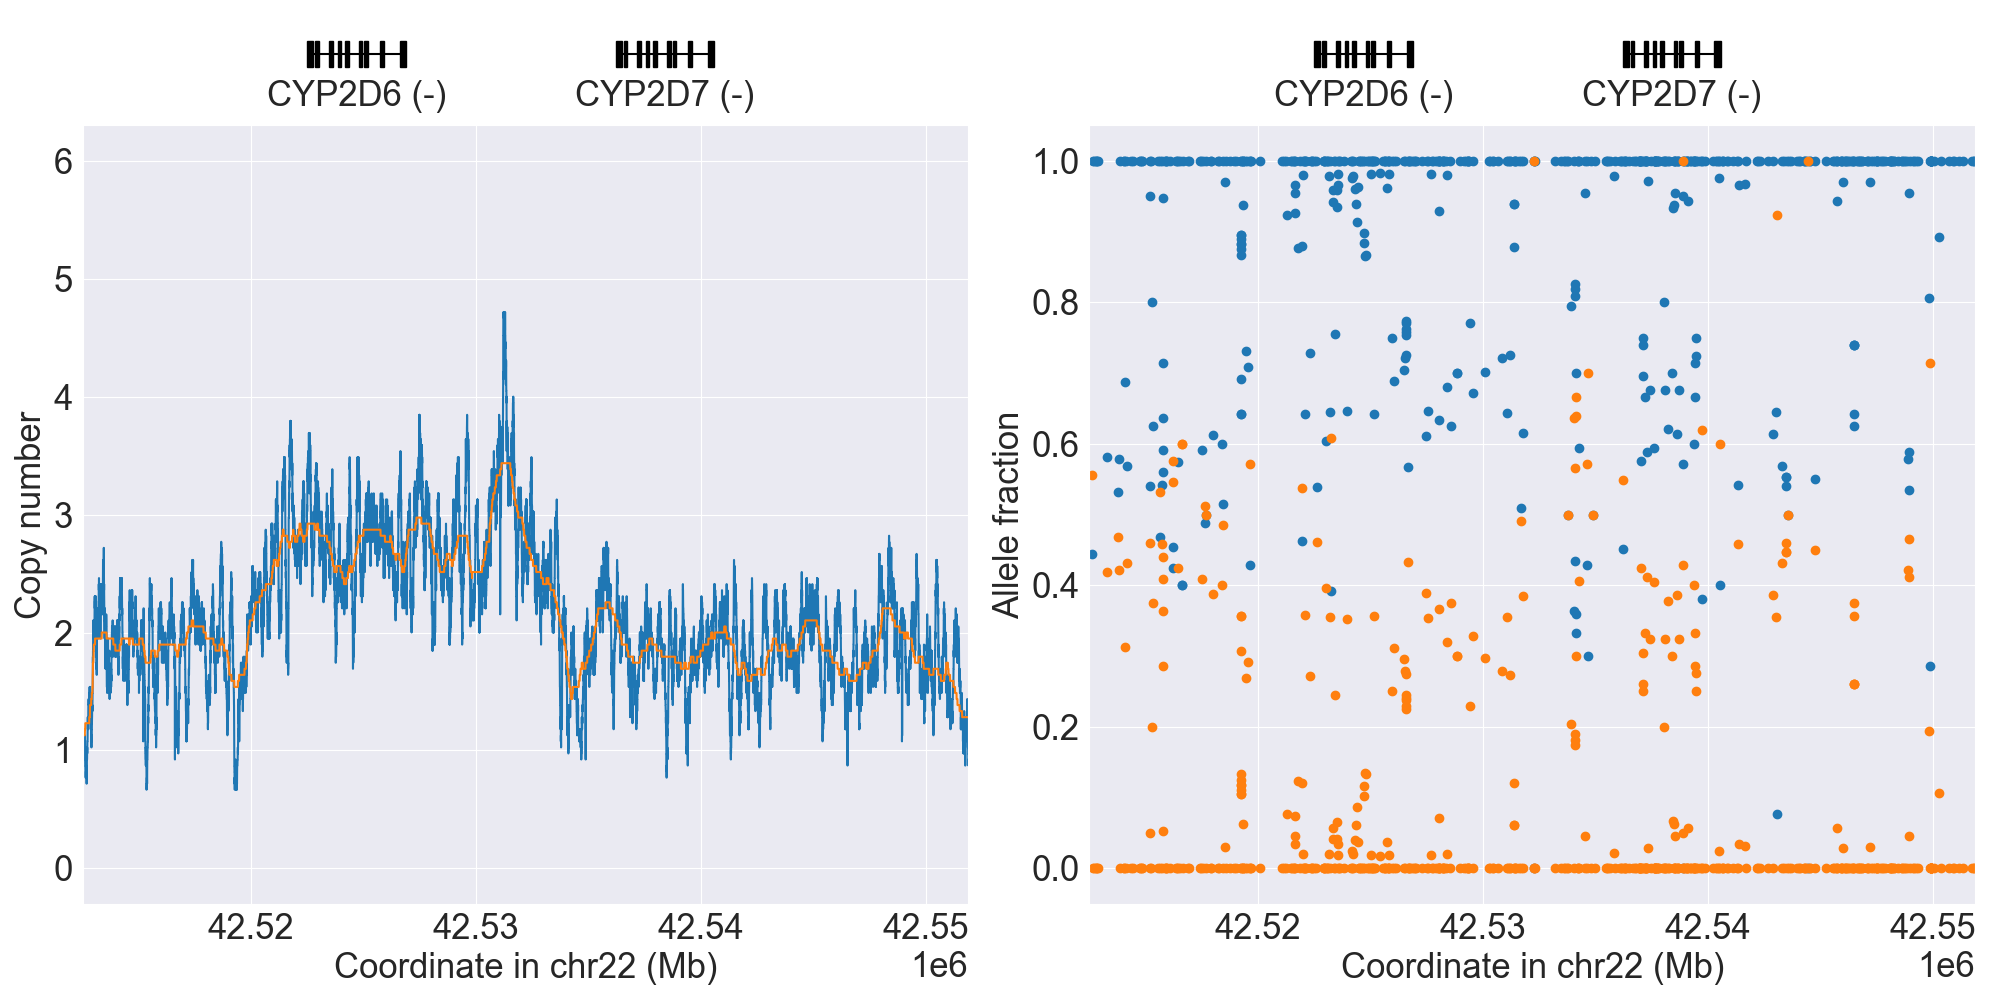 CYP2D6 (-) CYP2D7 (-)
6
5
4
3
2
1
0
Copy number
42.52 42.53 42.54 42.55
Coordinate in chr22 (Mb)
1e6
CYP2D6 (-) CYP2D7 (-)
1.0
0.8
0.6
0.4
0.2
0.0
Allele fraction
42.52 42.53 42.54 42.55
Coordinate in chr22 (Mb)
1e6